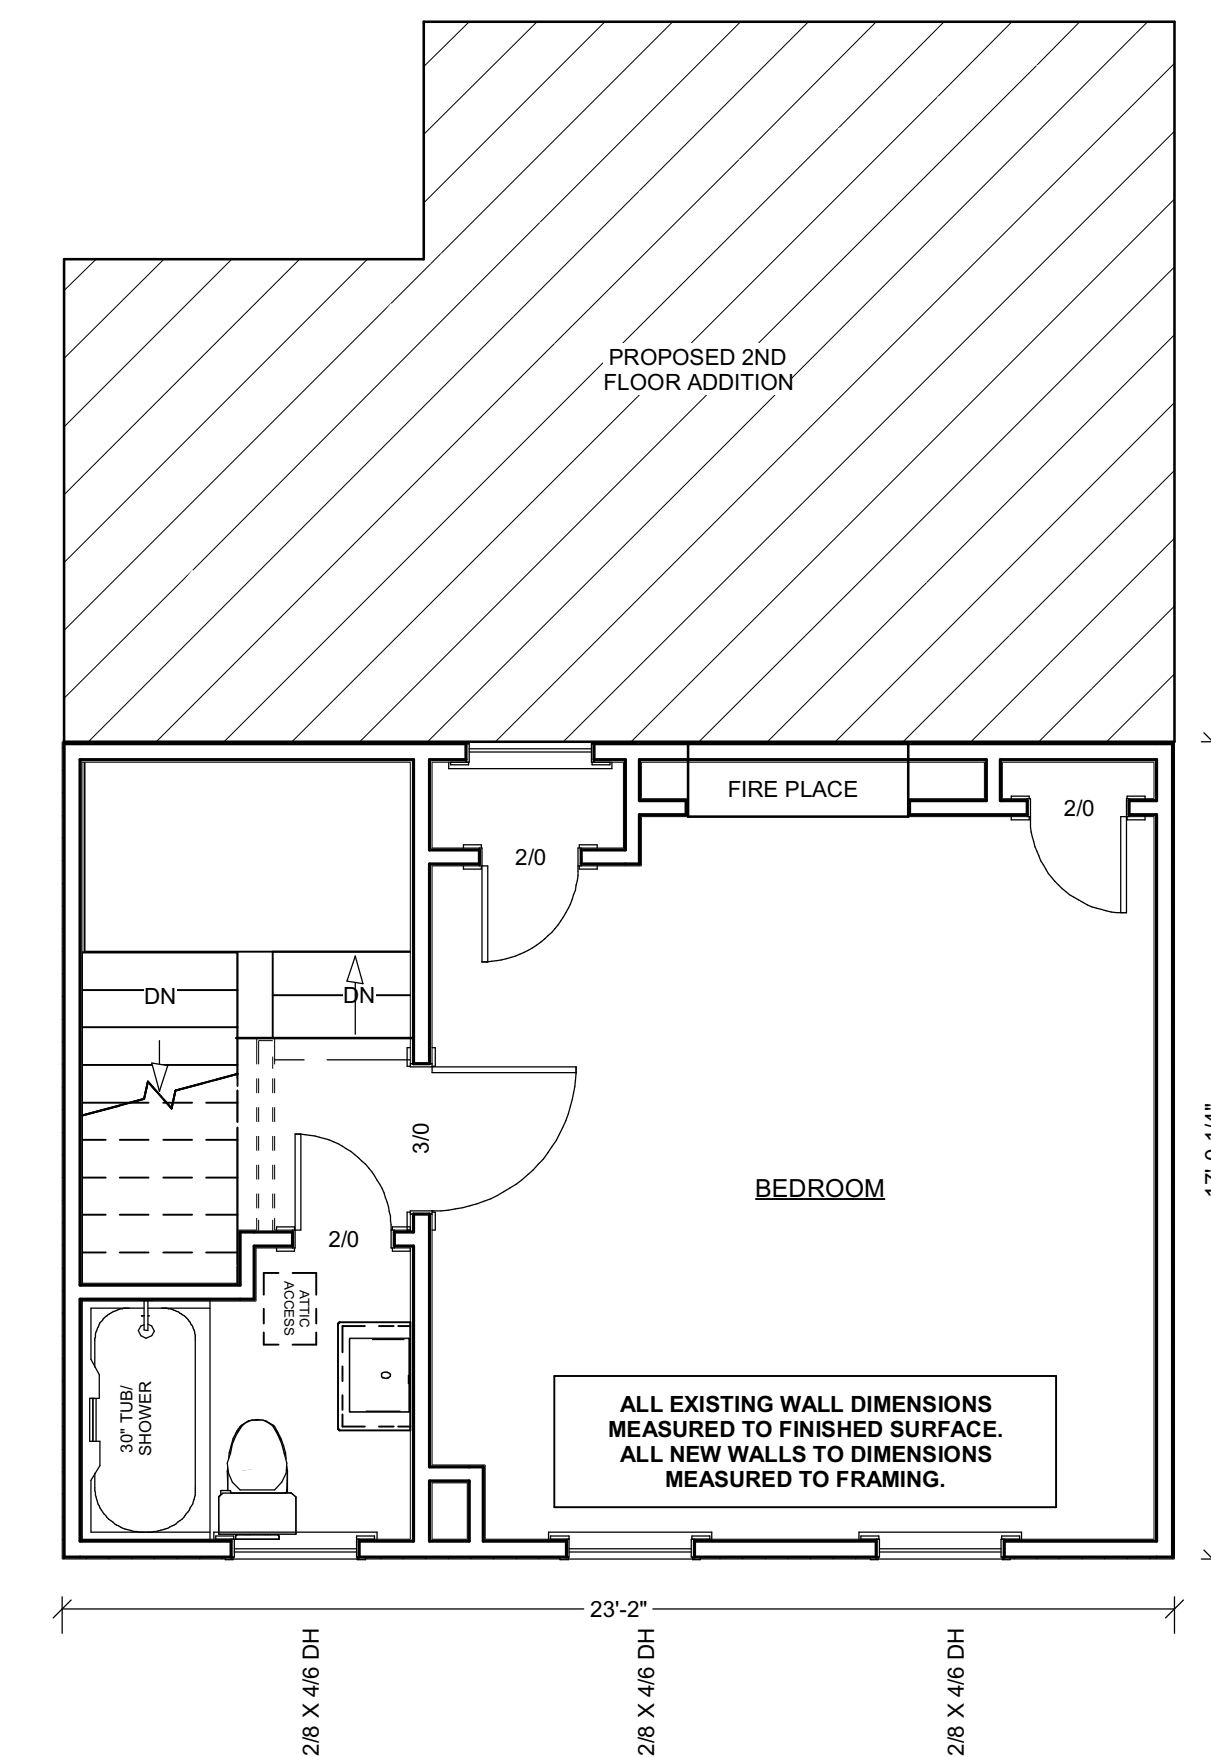 PROPOSED 2ND
FLOOR ADDITION
FIRE PLACE
2/0
2/0
DN
DN
3/0
BEDROOM
2/0
ATTIC
ACCESS
30" TUB/
SHOWER
ALL EXISTING WALL DIMENSIONS
MEASURED TO FINISHED SURFACE.
ALL NEW WALLS TO DIMENSIONS
MEASURED TO FRAMING.
23'-2"
2/8 X 4/6 DH
2/8 X 4/6 DH
2/8 X 4/6 DH